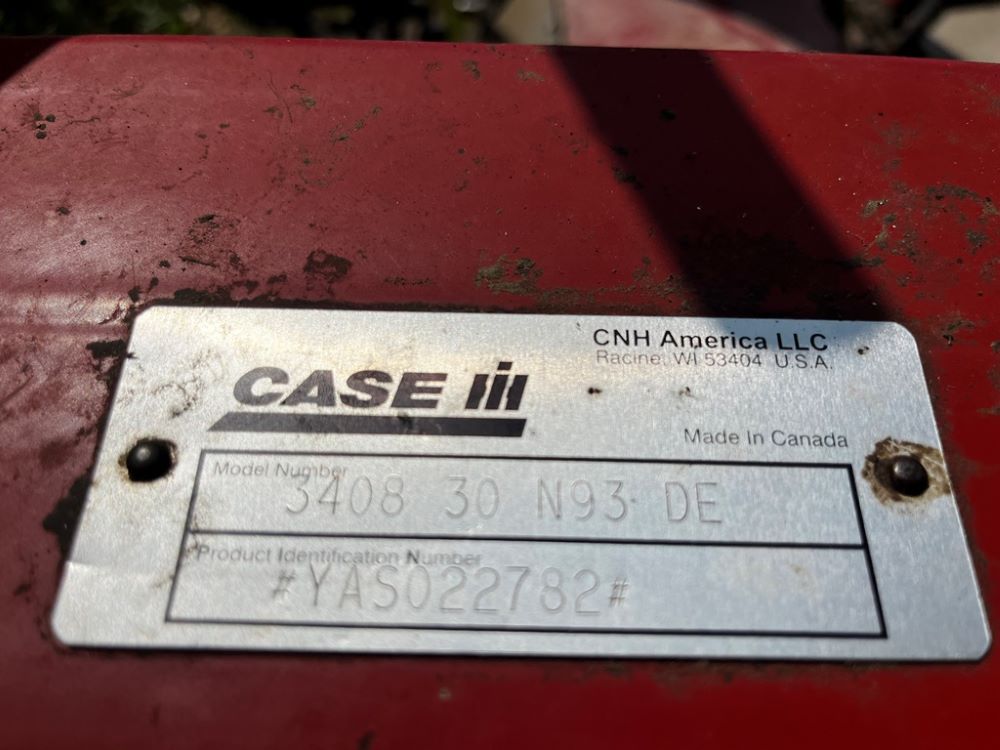 CNH America LLC
Racine, WI 53404 U.S.A.
CASE IH
Made In Canada
Model Number
3408 30 N93 DE
Product Identification Number
#YAS022782#